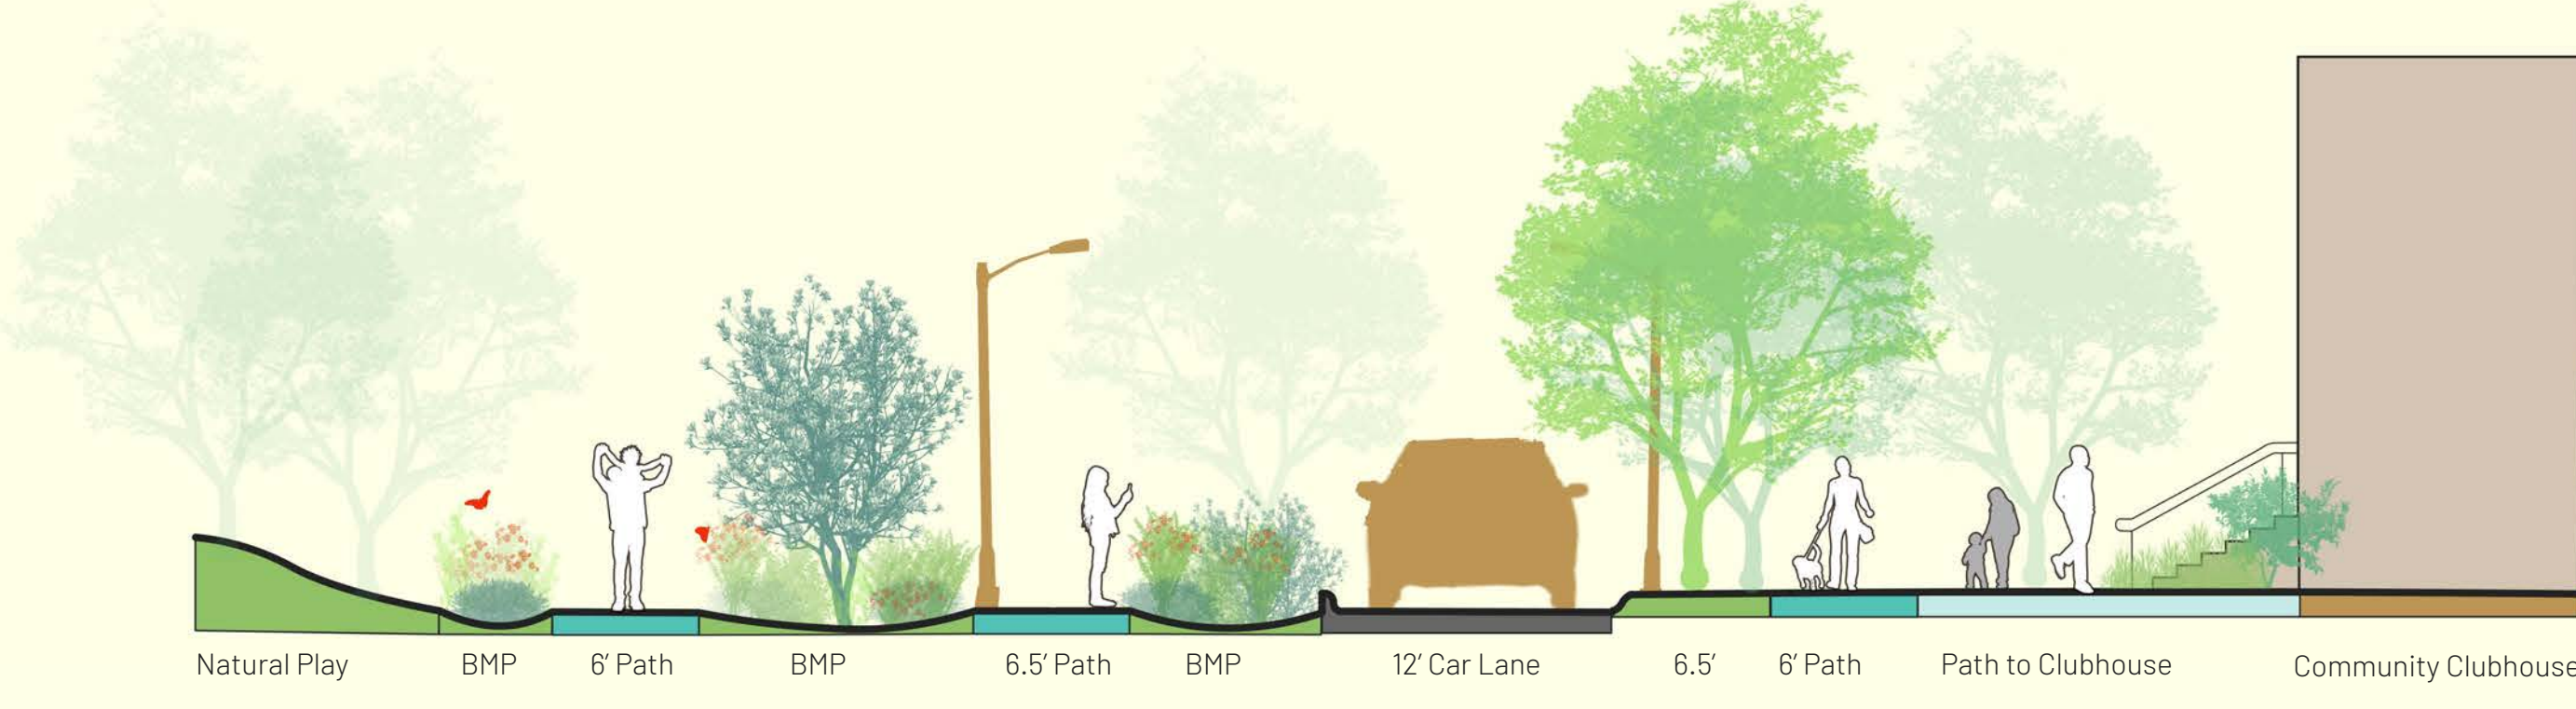 Natural Play
BMP
6’ Path
BMP
6.5’ Path
BMP
12’ Car Lane
6.5’
6’ Path
Path to Clubhouse
Community Clubhouse